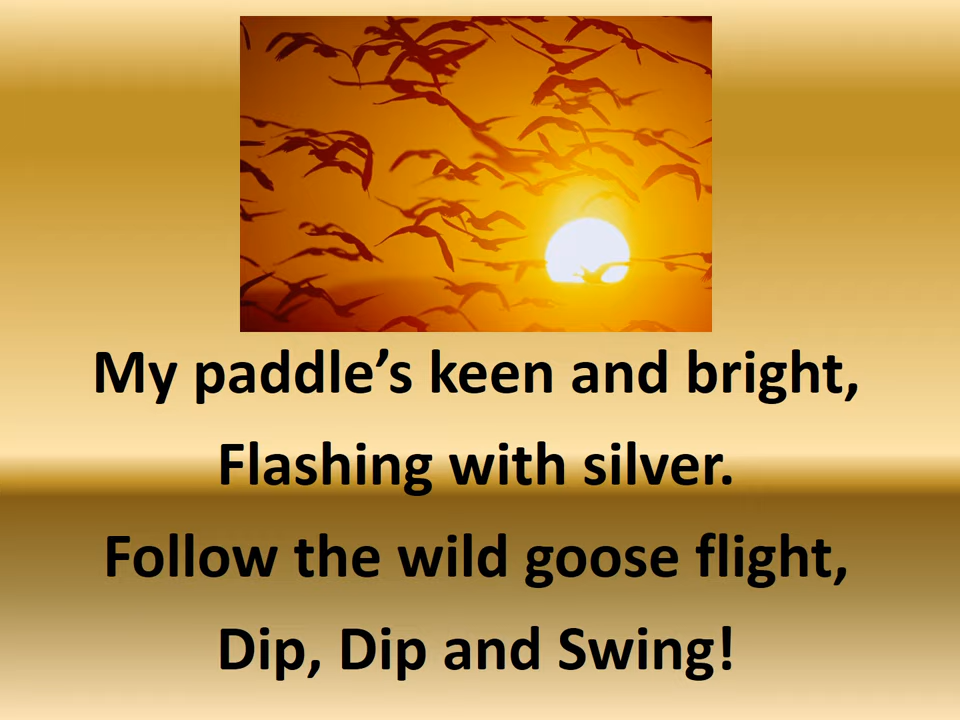 My paddle’s keen and bright,
Flashing with silver.
Follow the wild goose flight,
Dip, Dip and Swing!